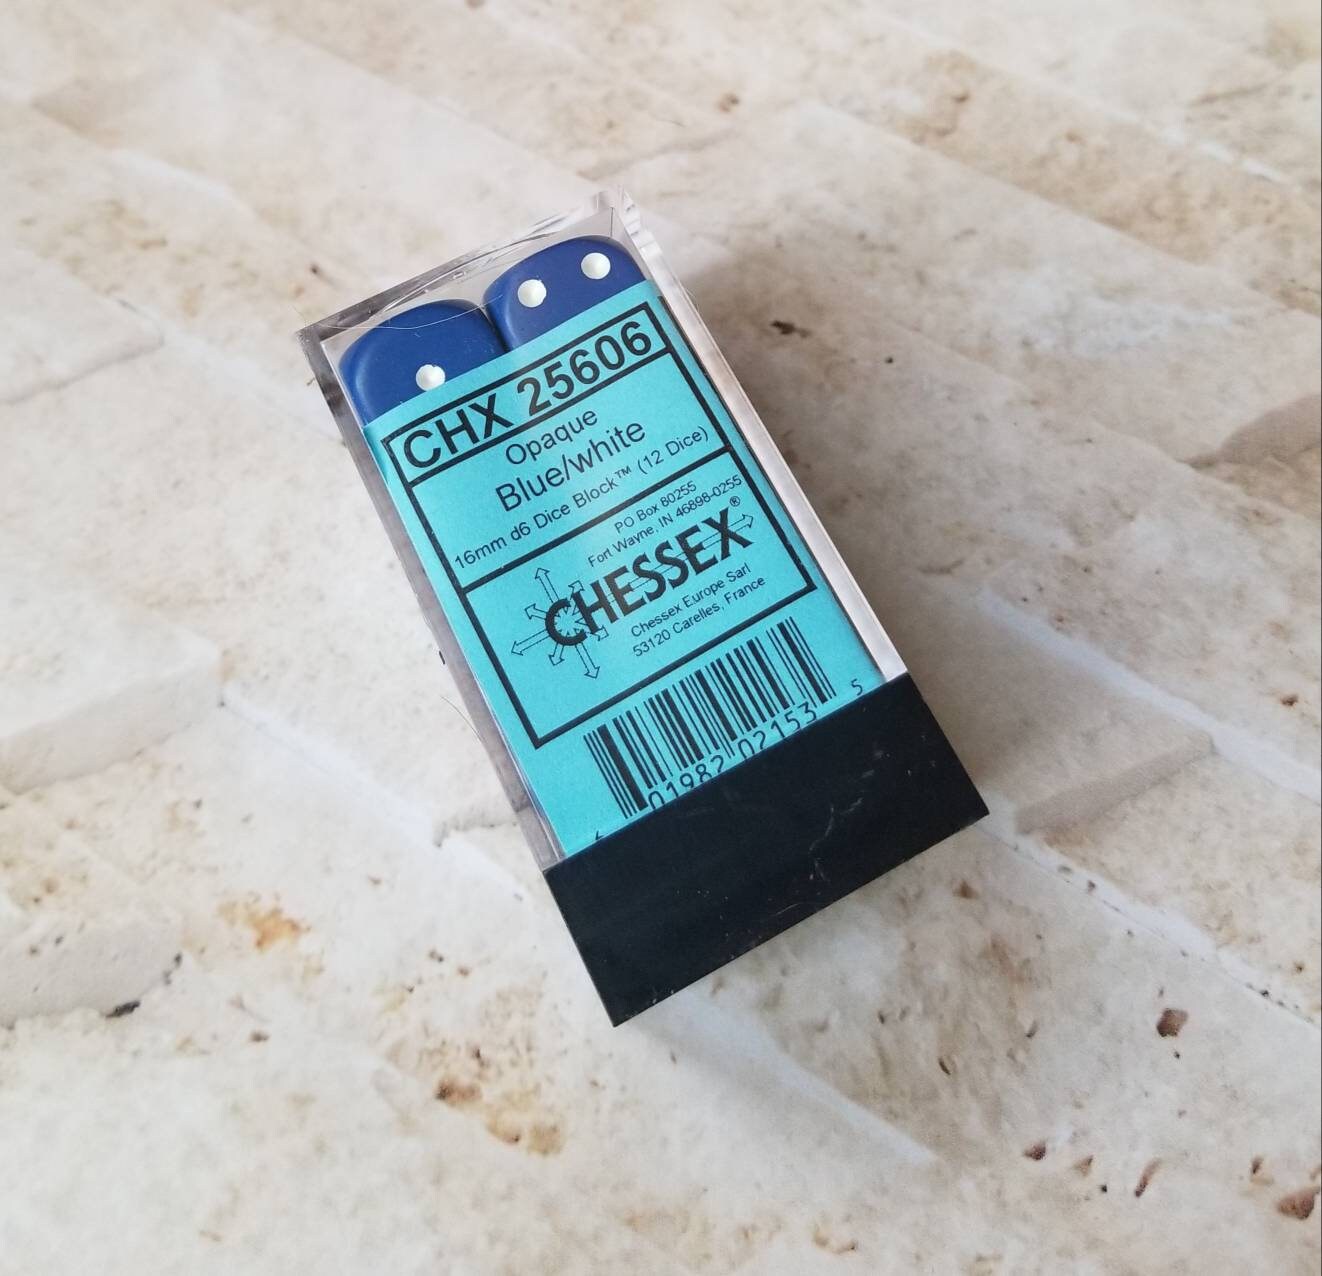 CHX 25606
Opaque
Blue/white
16mm d6 Dice Block™ (12 Dice)
PO Box 80255
Fort Wayne, IN 46898-0255
CHESSEX®
Chessex Europe Sarl
53120 Carelles, France
01982 02153 5